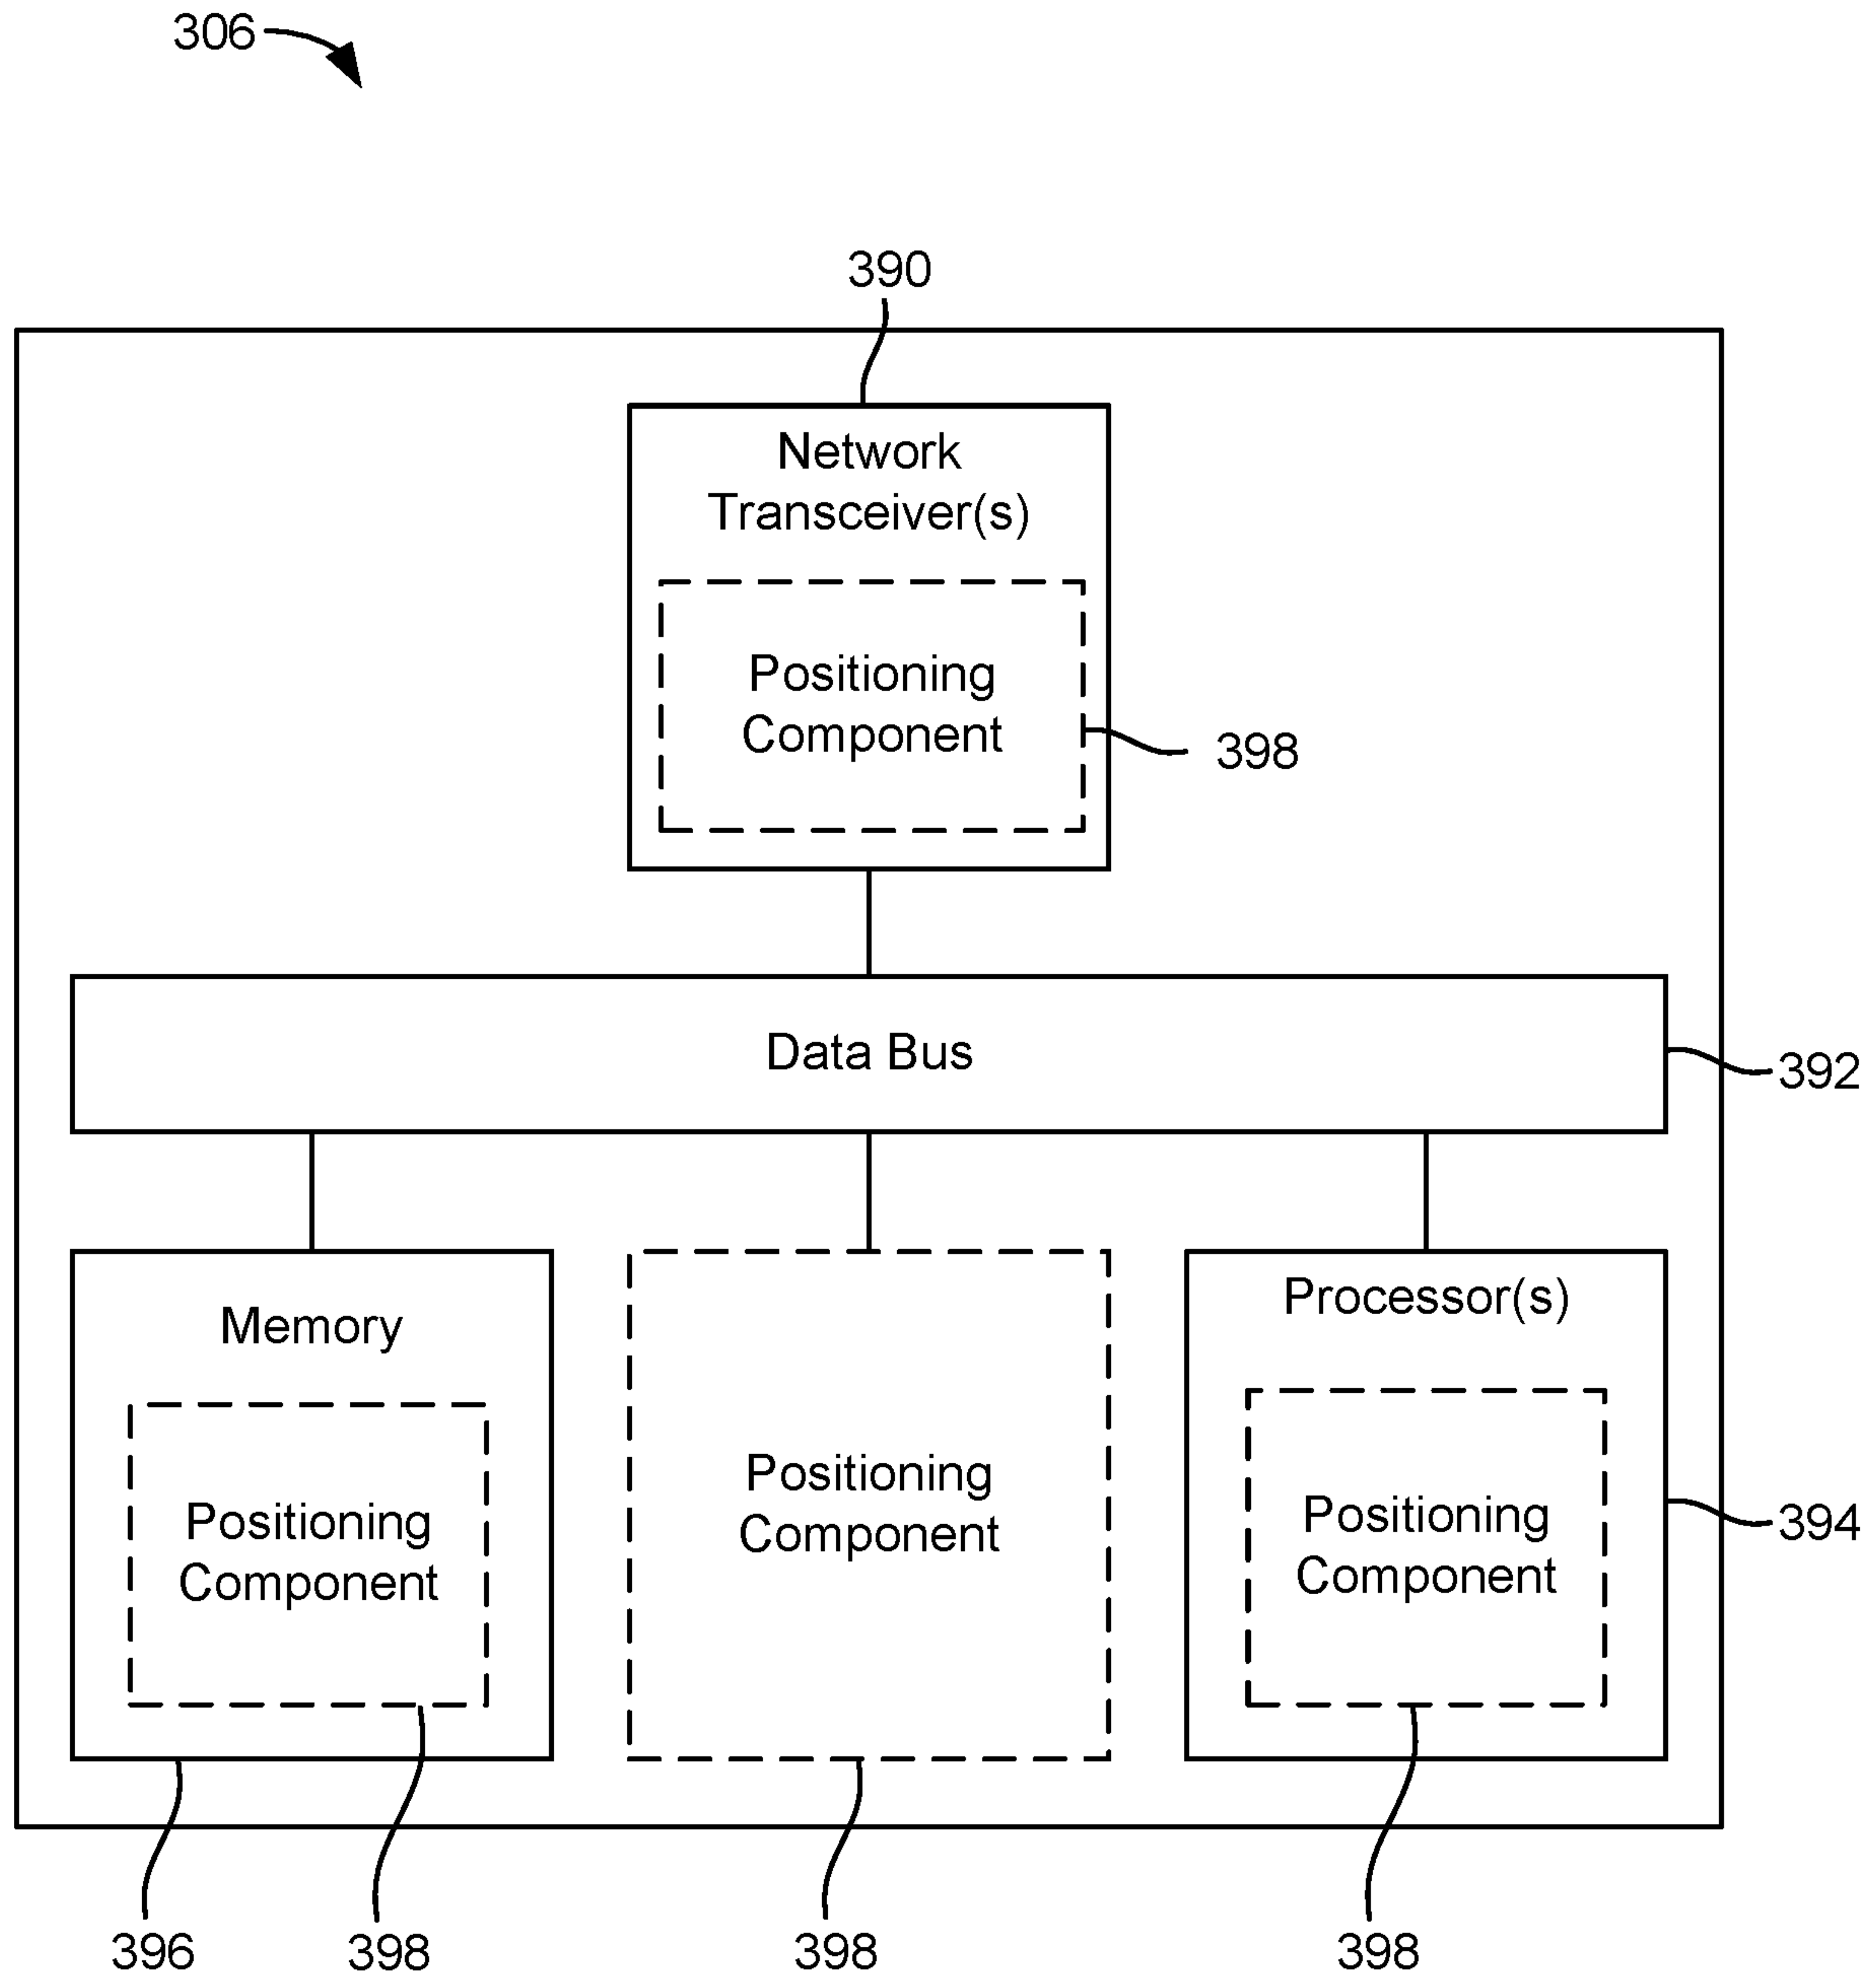 306
390
Network
Transceiver(s)
Positioning
Component
398
Data Bus
392
Memory
Positioning
Component
Positioning
Component
Processor(s)
Positioning
Component
394
396
398
398
398